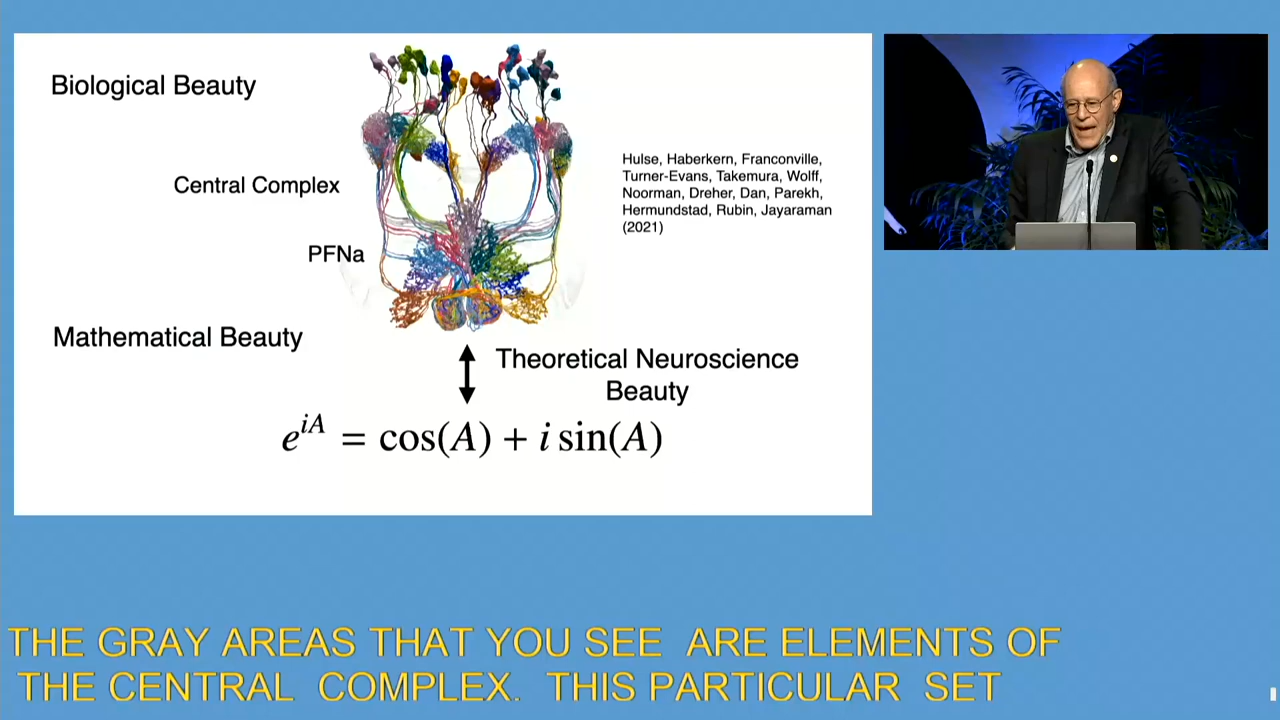 Biological Beauty
Central Complex
PFNa
Hulse, Haberkern, Franconville,
Turner-Evans, Takemura, Wolff,
Noorman, Dreher, Dan, Parekh,
Hermundstad, Rubin, Jayaraman
(2021)
Mathematical Beauty
Theoretical Neuroscience
Beauty
e^{iA} = cos(A) + i sin(A)
THE GRAY AREAS THAT YOU SEE ARE ELEMENTS OF
THE CENTRAL COMPLEX. THIS PARTICULAR SET